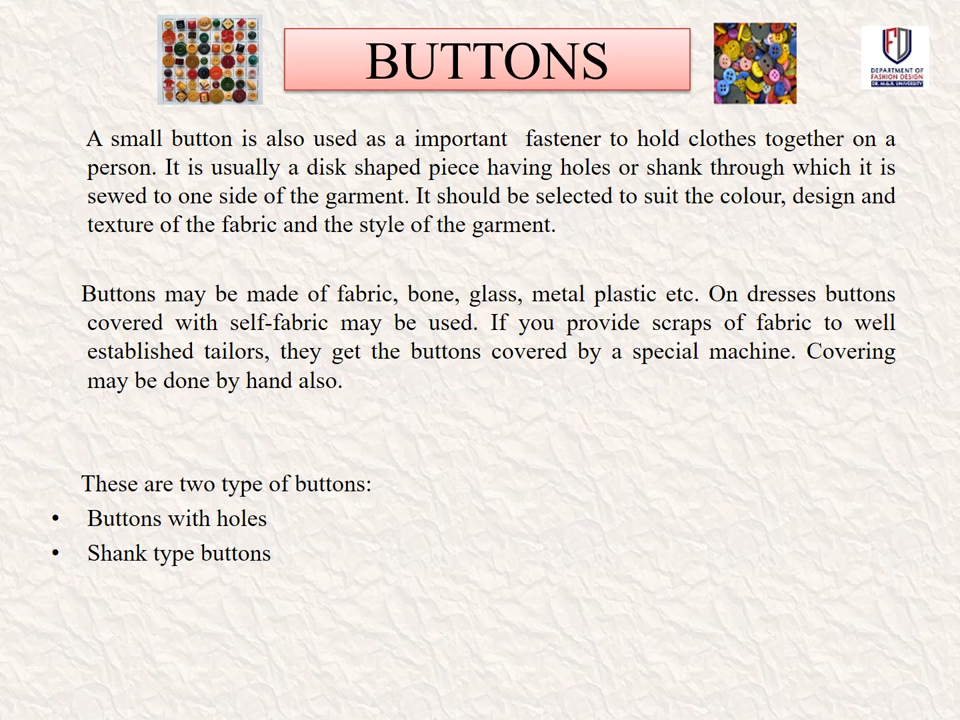 BUTTONS
DEPARTMENT OF
FASHION DESIGN
DR. M.G.R. UNIVERSITY
A small button is also used as a important fastener to hold clothes together on a
person. It is usually a disk shaped piece having holes or shank through which it is
sewed to one side of the garment. It should be selected to suit the colour, design and
texture of the fabric and the style of the garment.
Buttons may be made of fabric, bone, glass, metal plastic etc. On dresses buttons
covered with self-fabric may be used. If you provide scraps of fabric to well
established tailors, they get the buttons covered by a special machine. Covering
may be done by hand also.
These are two type of buttons:
• Buttons with holes
• Shank type buttons